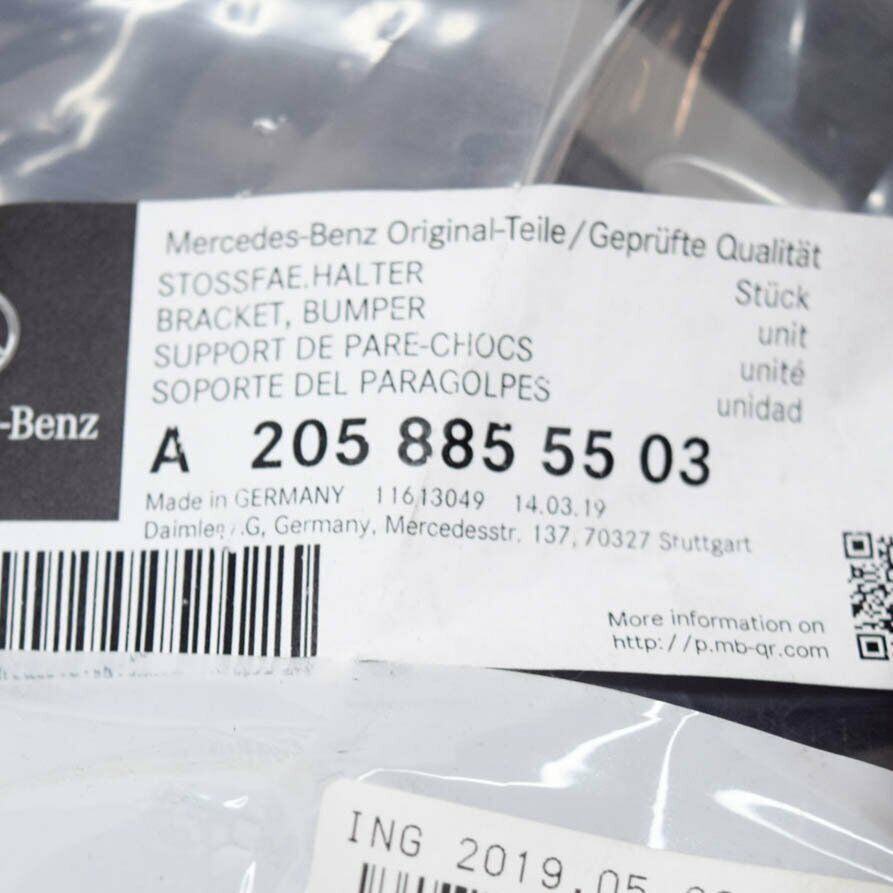 Mercedes-Benz Original-Teile/Geprüfte Qualität
STOSSFAE.HALTER Stück
BRACKET, BUMPER unit
SUPPORT DE PARE-CHOCS unité
SOPORTE DEL PARAGOLPES unidad
-Benz
A 205 885 55 03
Made in GERMANY 11613049 14.03.19
Germany, Mercedesstr. 137, 70327 Stuttgart
More information on
http://p.mb-qr.com
ING 2019.05